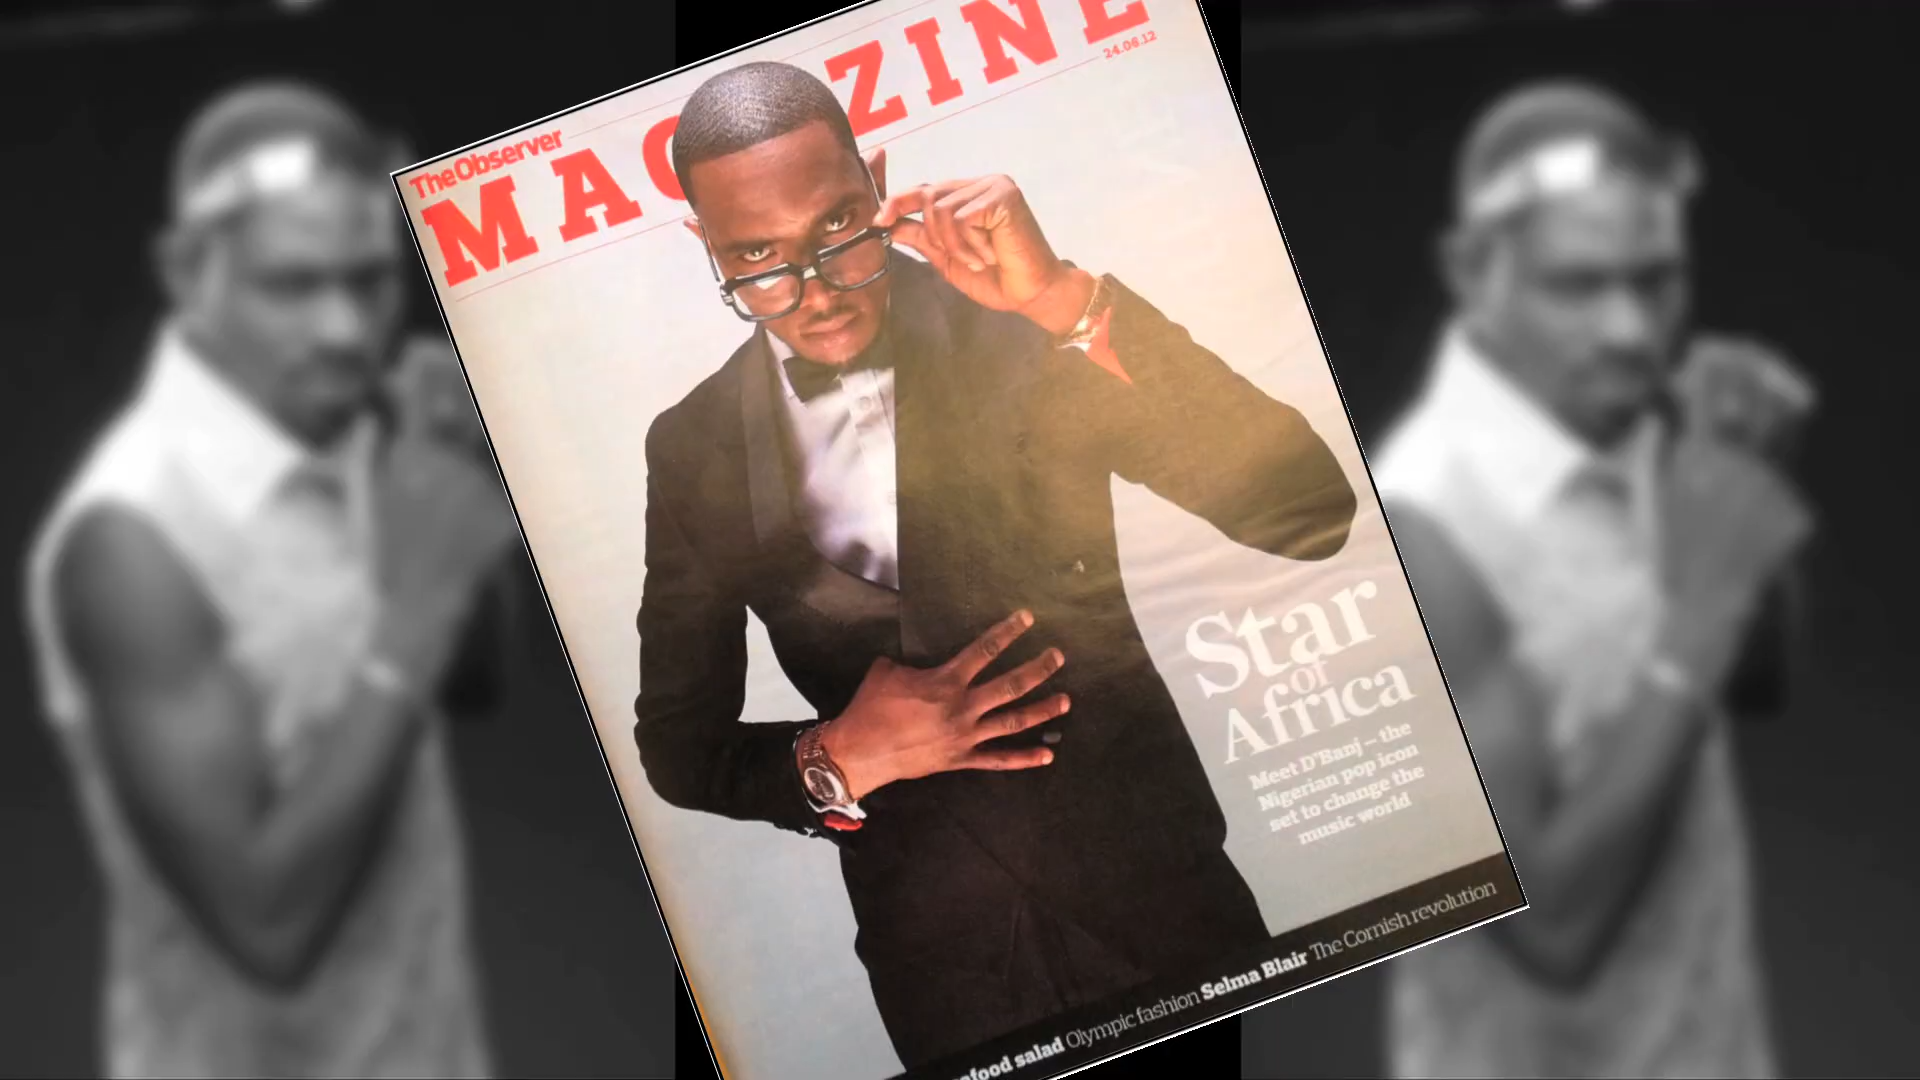 The Observer
MAGAZINE
24.06.12
Star
of
Africa
Meet D'Banj – the
Nigerian pop icon
set to change the
music world
salad Olympic fashion Selma Blair The Cornish revolution